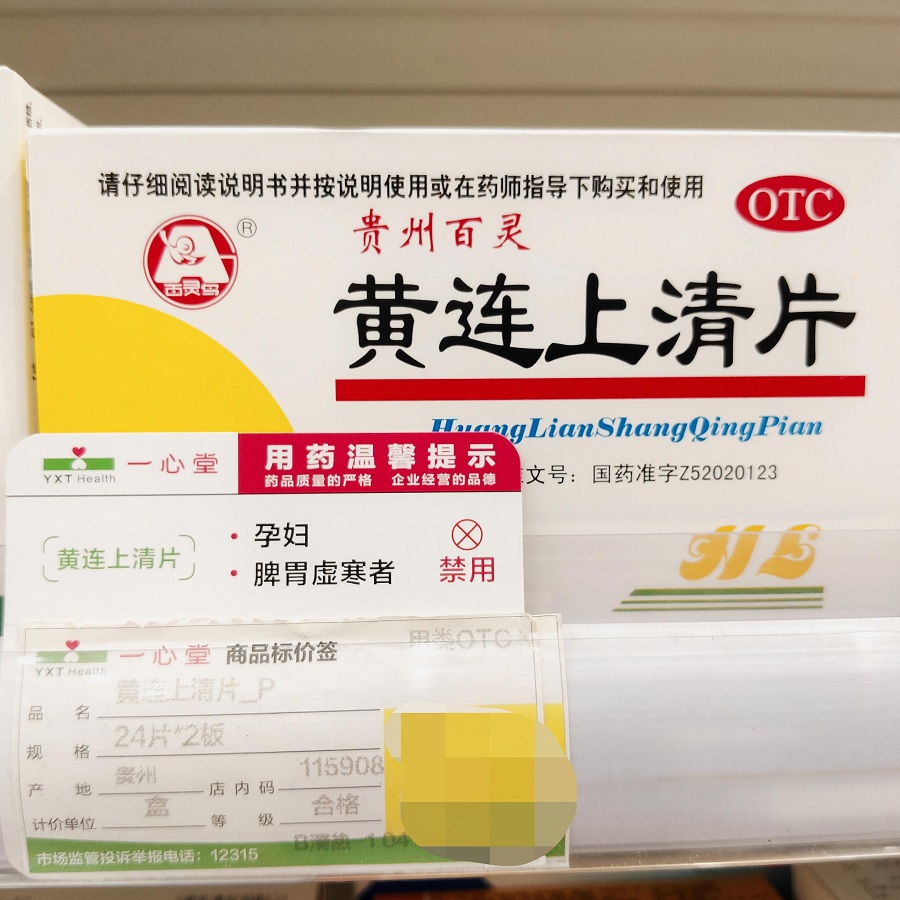 请仔细阅读说明书并按说明使用或在药师指导下购买和使用
OTC
®
百灵鸟
贵州百灵
黄连上清片
HuangLianShangQingPian
文号：国药准字Z52020123
YXT Health
一心堂
用药温馨提示
药品质量的严格 企业经营的品德
黄连上清片
• 孕妇
• 脾胃虚寒者
禁用
YXT Health
一心堂 商品标价签
甲类OTC
品 名 黄连上清片_P
规 格 24片*2板
产 地 贵州 店内码 115908
计价单位 盒 等 级 合格
市场监管投诉举报电话：12315